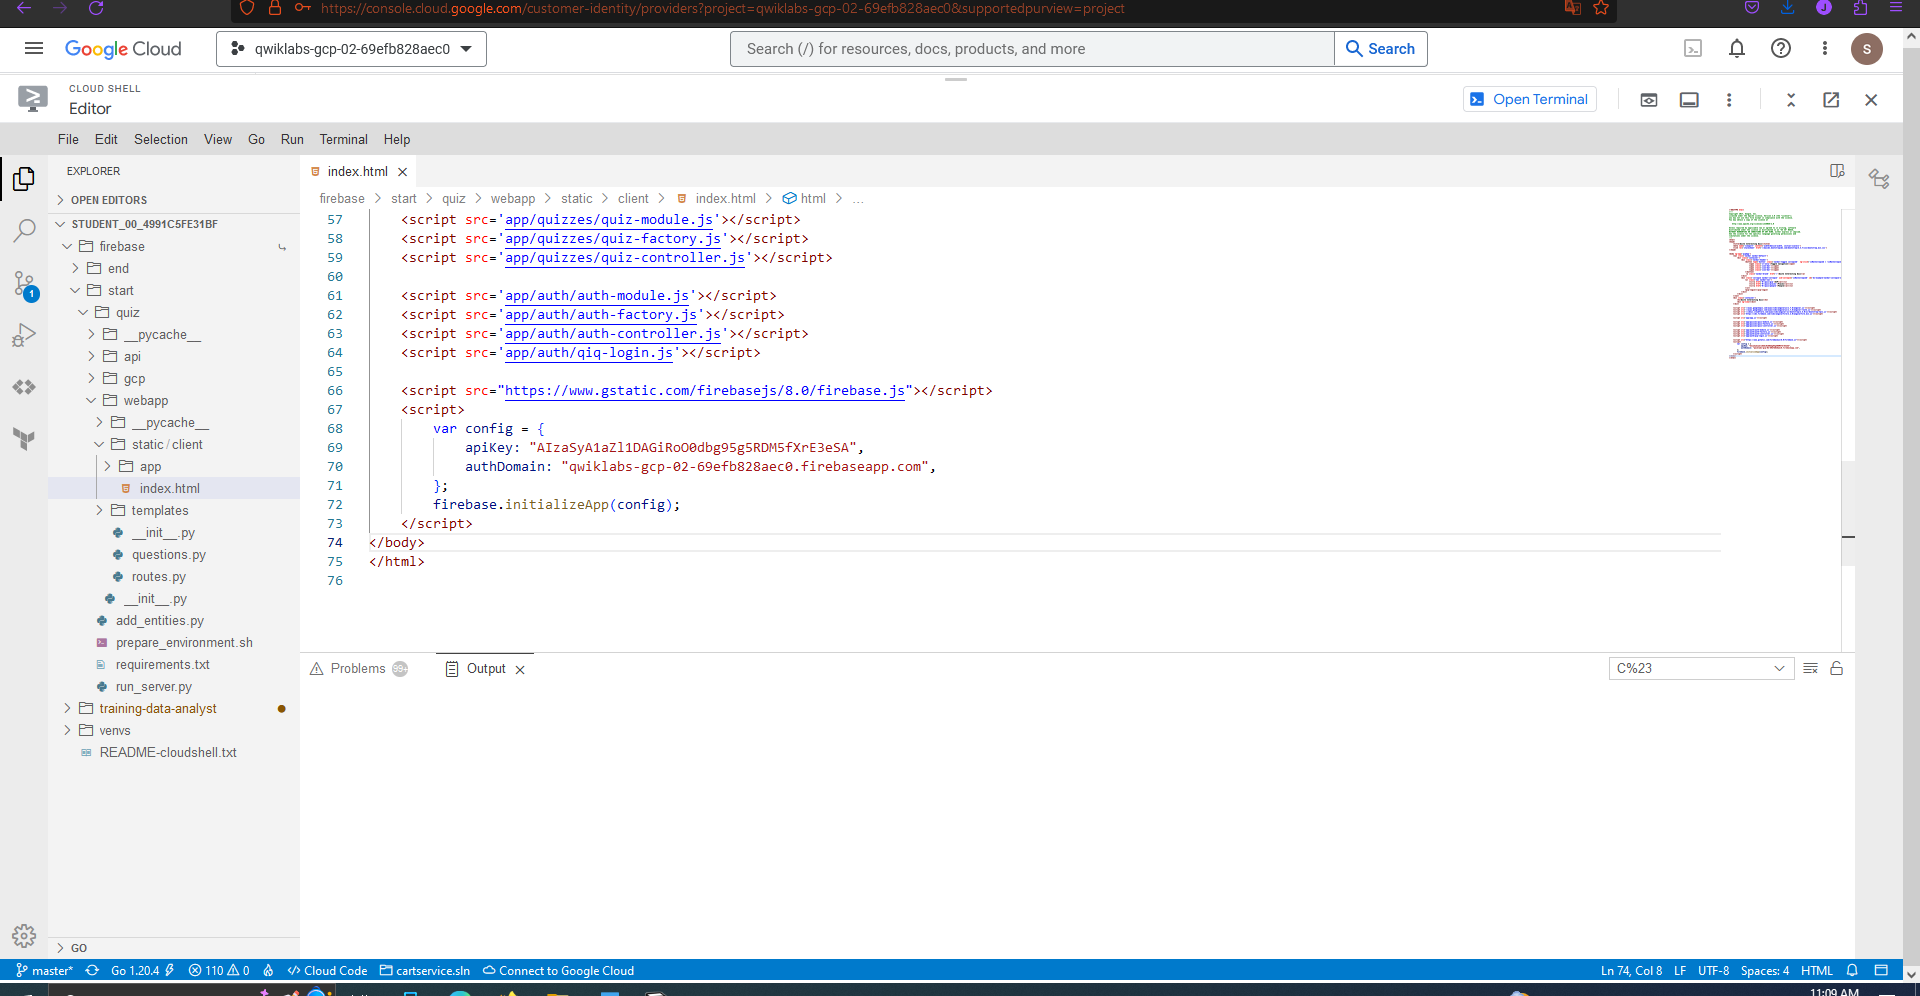 https://console.cloud.google.com/customer-identity/providers?project=qwiklabs-gcp-02-69efb828aec0&supportedpurview=project
Google Cloud
qwiklabs-gcp-02-69efb828aec0
Search (/) for resources, docs, products, and more
Search
S
CLOUD SHELL
Editor
Open Terminal
File Edit Selection View Go Run Terminal Help
EXPLORER
OPEN EDITORS
STUDENT_00_4991C5FE31BF
firebase
end
start
quiz
__pycache__
api
gcp
webapp
__pycache__
static / client
app
index.html
templates
__init__.py
questions.py
routes.py
__init__.py
add_entities.py
prepare_environment.sh
requirements.txt
run_server.py
training-data-analyst
venvs
README-cloudshell.txt
GO
1
index.html
firebase > start > quiz > webapp > static > client > index.html > html > ...
57 <script src='app/quizzes/quiz-module.js'></script>
58 <script src='app/quizzes/quiz-factory.js'></script>
59 <script src='app/quizzes/quiz-controller.js'></script>
60
61 <script src='app/auth/auth-module.js'></script>
62 <script src='app/auth/auth-factory.js'></script>
63 <script src='app/auth/auth-controller.js'></script>
64 <script src='app/auth/qiq-login.js'></script>
65
66 <script src="https://www.gstatic.com/firebasejs/8.0/firebase.js"></script>
67 <script>
68 var config = {
69 apiKey: "AIzaSyA1aZl1DAGiRoO0dbg95g5RDM5fXrE3eSA",
70 authDomain: "qwiklabs-gcp-02-69efb828aec0.firebaseapp.com",
71 };
72 firebase.initializeApp(config);
73 </script>
74 </body>
75 </html>
76
Problems 99+
Output
C%23
master* Go 1.20.4 110 0 Cloud Code cartservice.sln Connect to Google Cloud
Ln 74, Col 8 LF UTF-8 Spaces: 4 HTML
11:09 AM